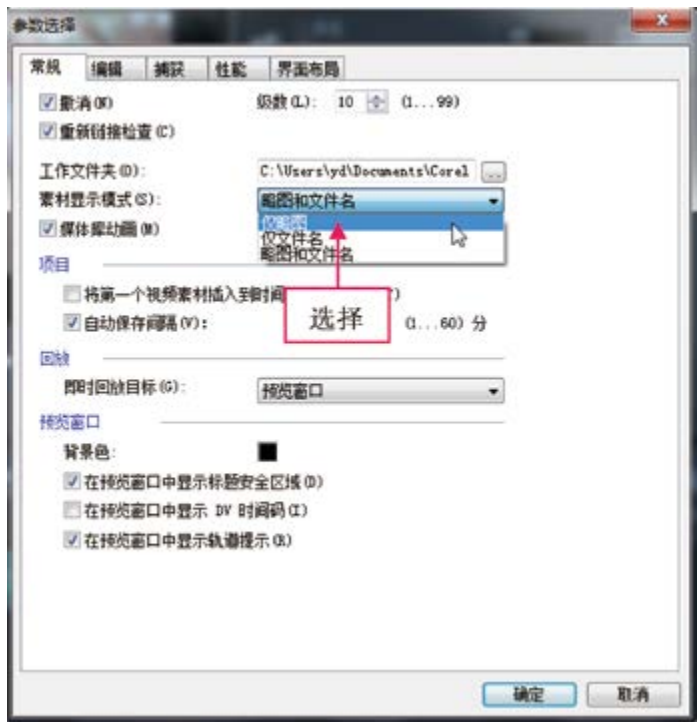 参数选择
常规 编辑 捕获 性能 界面布局
撤消(N) 级数(L): 10 (1...99)
重新链接检查(C)
工作文件夹(D): C:\Users\yd\Documents\Corel ...
素材显示模式(S): 略图和文件名
仅略图
媒体库动画(M) 仅文件名
略图和文件名
项目
将第一个视频素材插入到时间
自动保存间隔(V): (1...60) 分
选择
回放
即时回放目标(G): 预览窗口
预览窗口
背景色:
在预览窗口中显示标题安全区域(D)
在预览窗口中显示 DV 时间码(I)
在预览窗口中显示轨道提示(R)
确定 取消